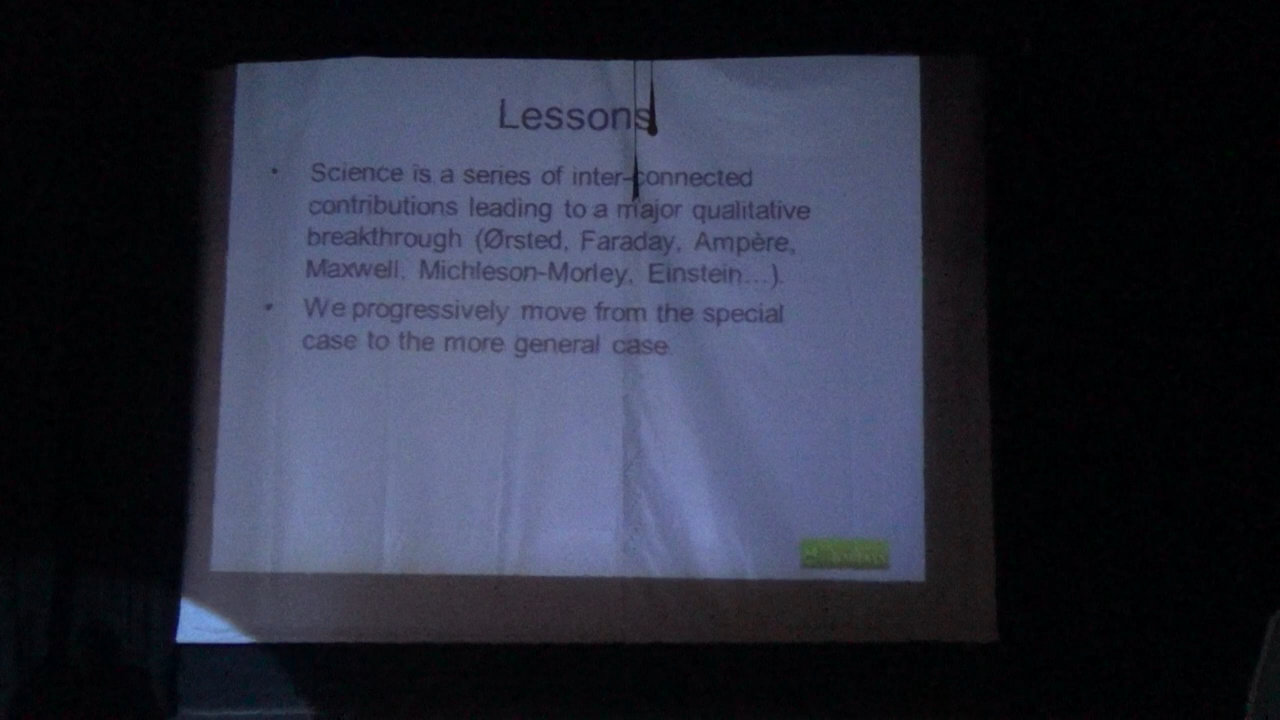 Lessons
• Science is a series of inter-connected
contributions leading to a major qualitative
breakthrough (Ørsted, Faraday, Ampère,
Maxwell, Michleson-Morley, Einstein...).
• We progressively move from the special
case to the more general case.